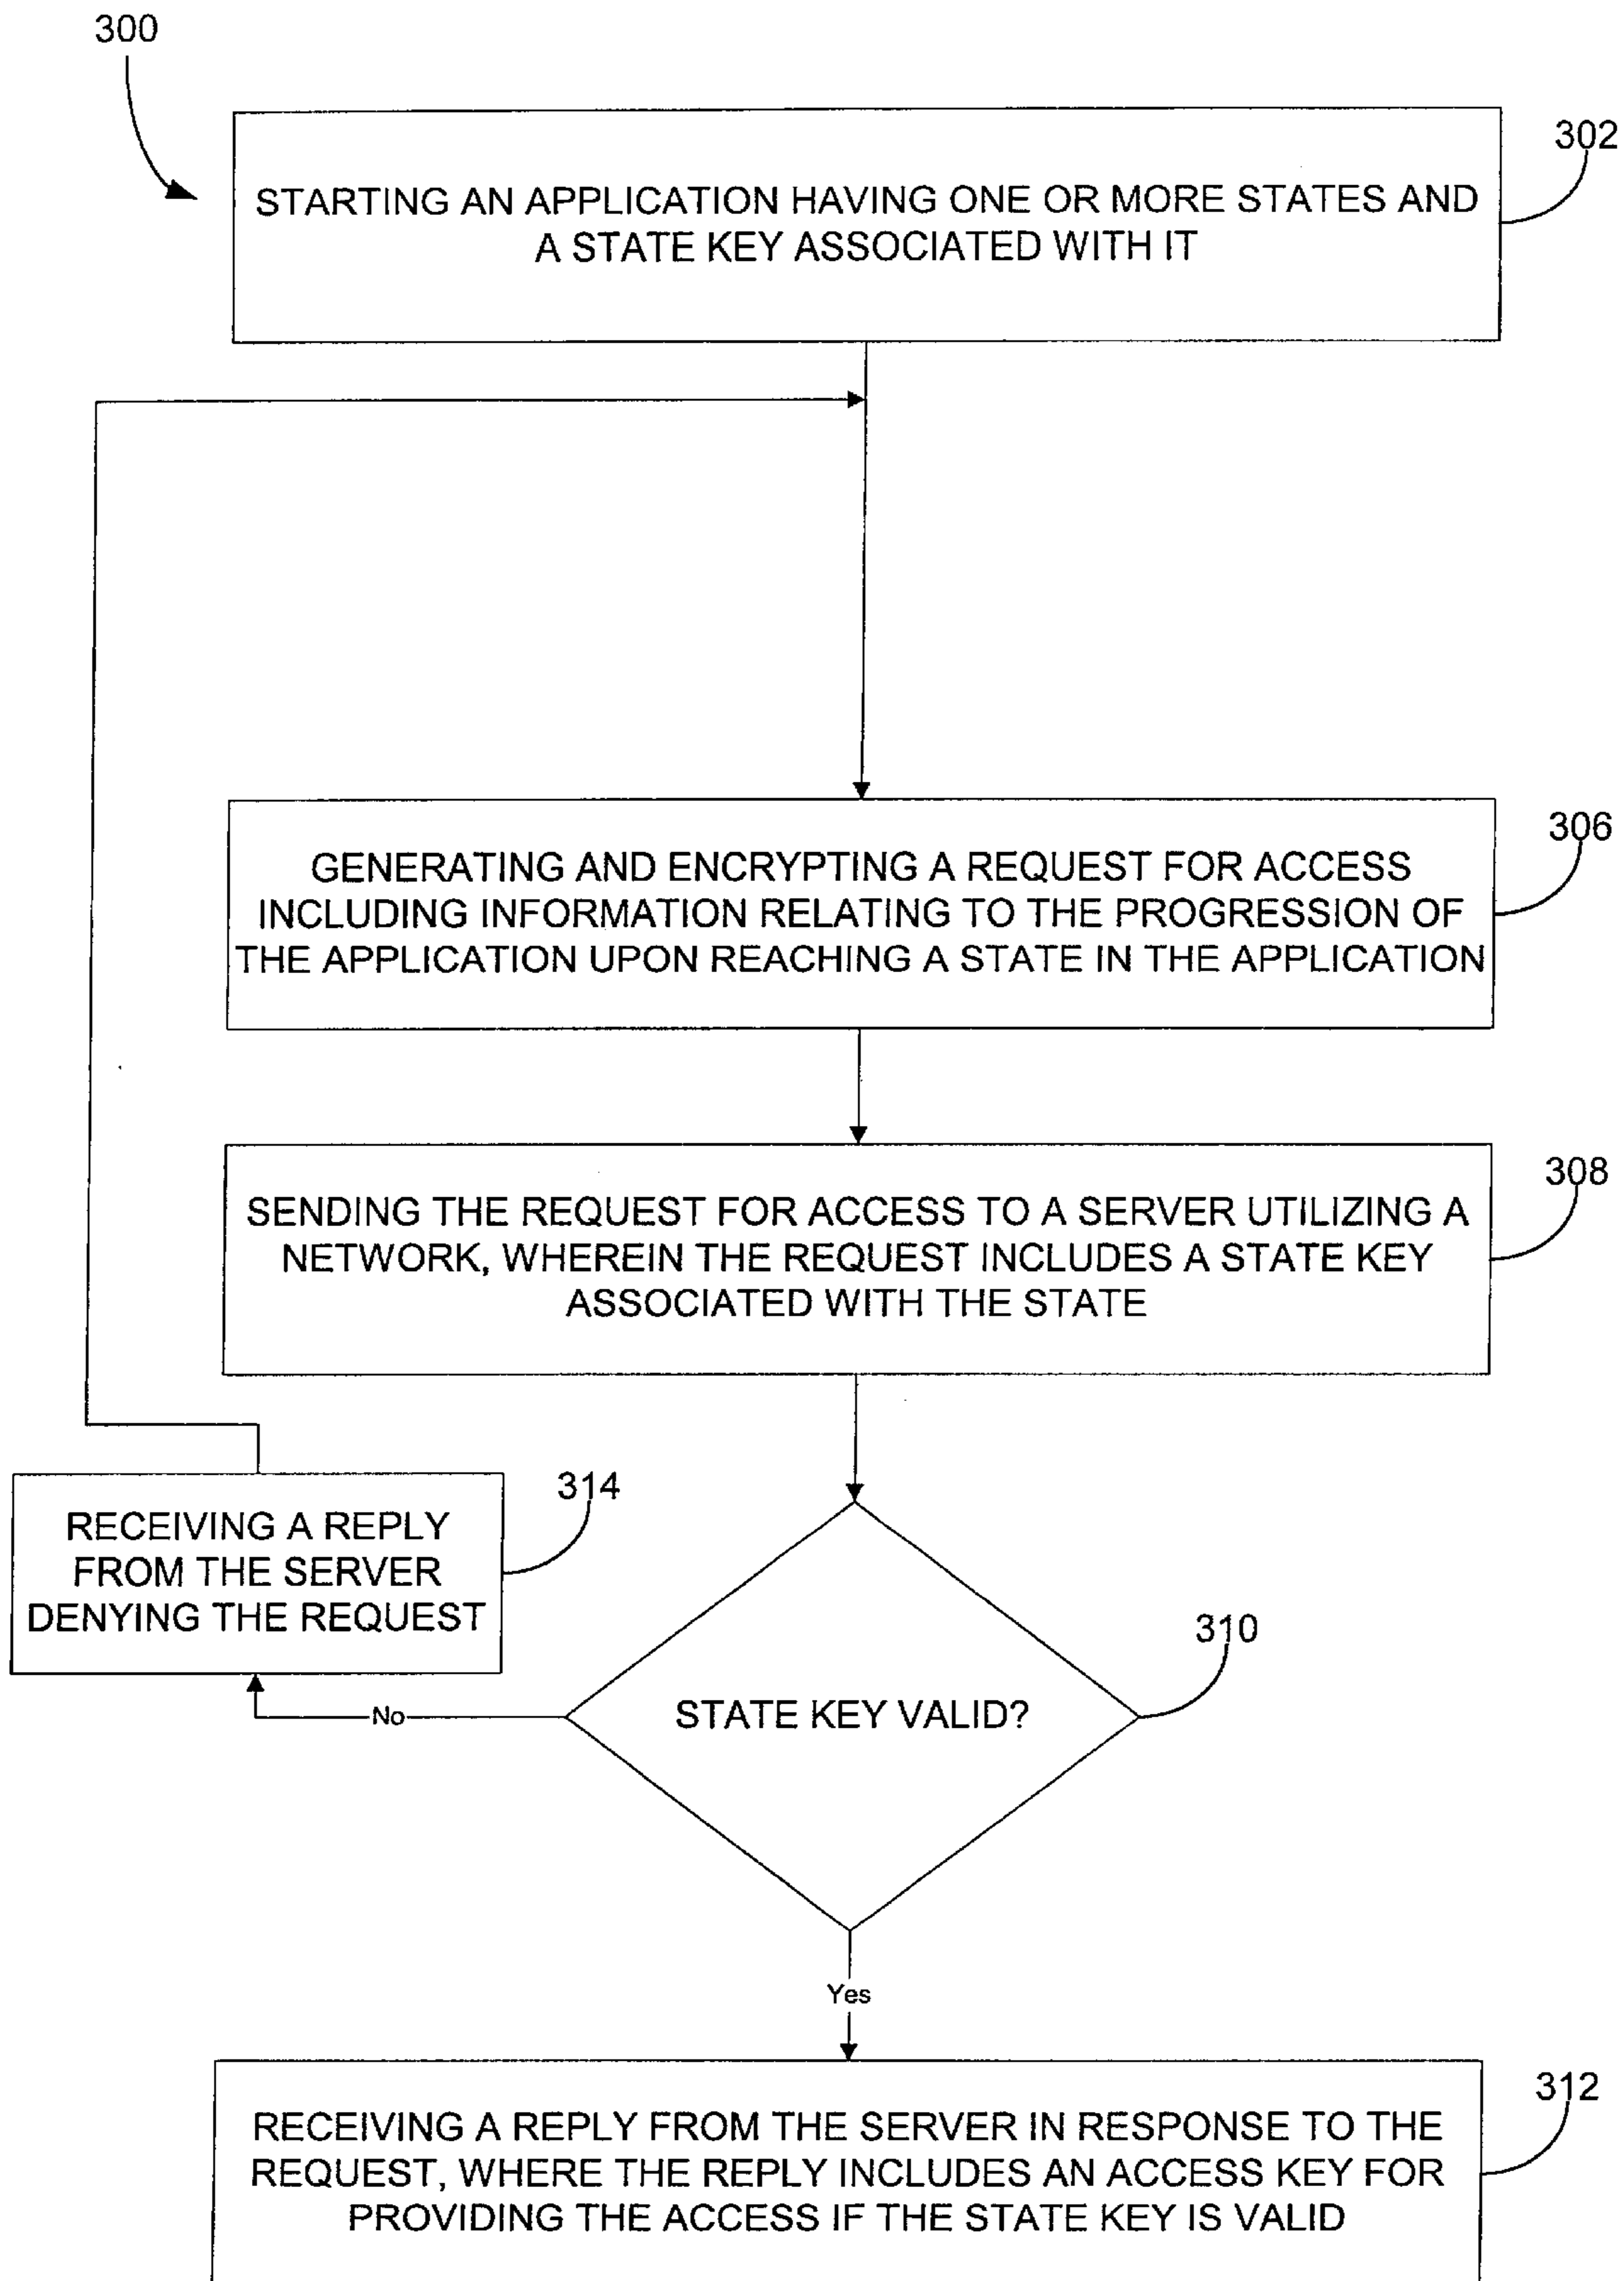 300
302
STARTING AN APPLICATION HAVING ONE OR MORE STATES AND
A STATE KEY ASSOCIATED WITH IT
306
GENERATING AND ENCRYPTING A REQUEST FOR ACCESS
INCLUDING INFORMATION RELATING TO THE PROGRESSION OF
THE APPLICATION UPON REACHING A STATE IN THE APPLICATION
308
SENDING THE REQUEST FOR ACCESS TO A SERVER UTILIZING A
NETWORK, WHEREIN THE REQUEST INCLUDES A STATE KEY
ASSOCIATED WITH THE STATE
314
RECEIVING A REPLY
FROM THE SERVER
DENYING THE REQUEST
310
STATE KEY VALID?
No
Yes
312
RECEIVING A REPLY FROM THE SERVER IN RESPONSE TO THE
REQUEST, WHERE THE REPLY INCLUDES AN ACCESS KEY FOR
PROVIDING THE ACCESS IF THE STATE KEY IS VALID